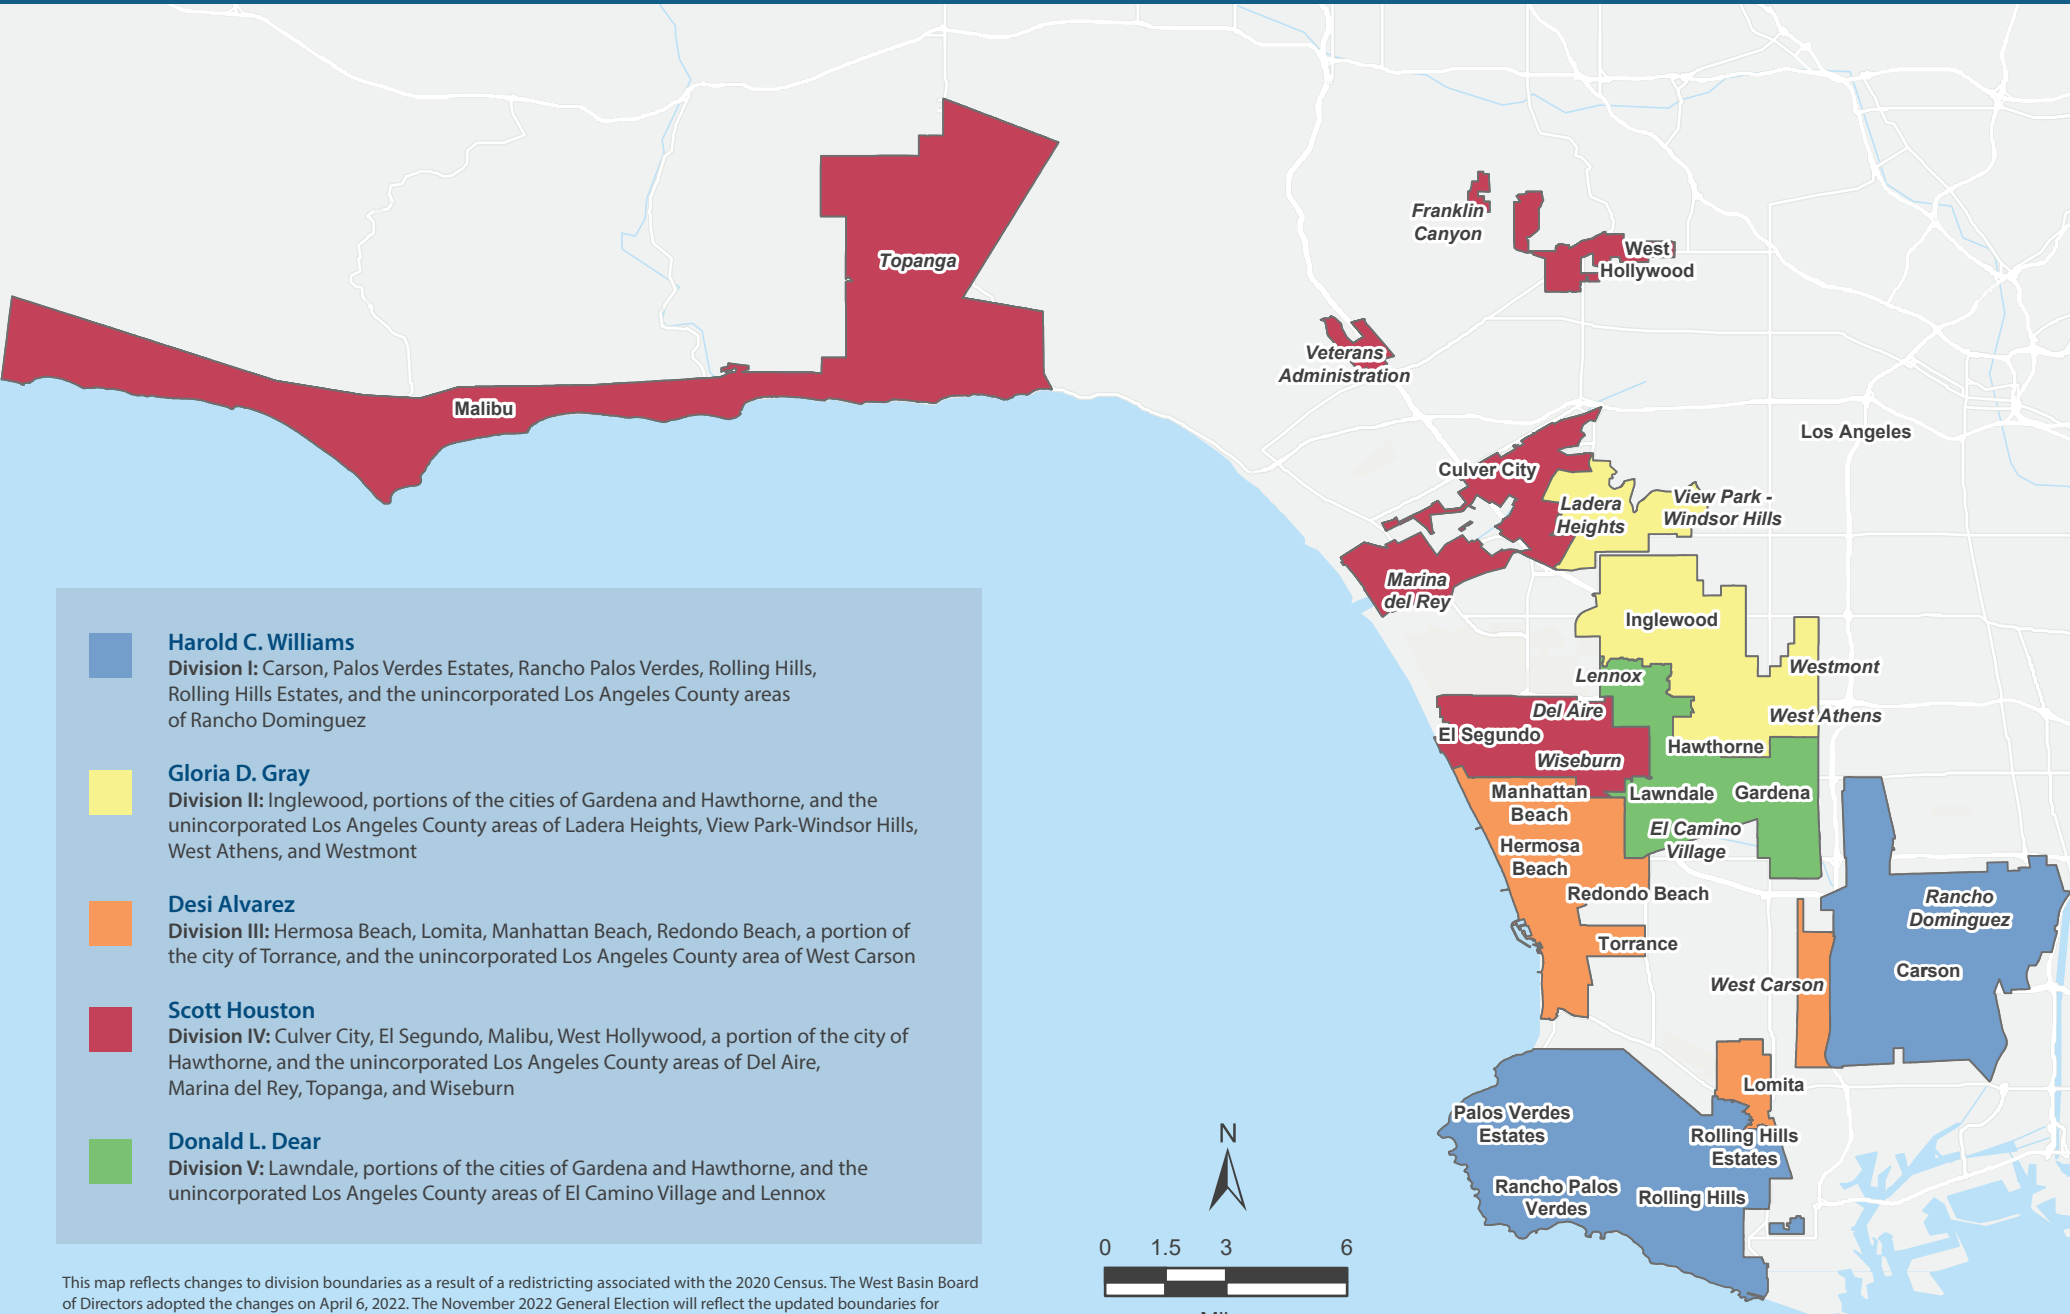 Topanga
Malibu
Franklin
Canyon
West
Hollywood
Veterans
Administration
Los Angeles
Culver City
Ladera
Heights
View Park -
Windsor Hills
Marina
del Rey
Inglewood
Lennox
Westmont
Del Aire
West Athens
El Segundo
Hawthorne
Wiseburn
Manhattan
Beach
Lawndale
Gardena
El Camino
Village
Hermosa
Beach
Redondo Beach
Rancho
Dominguez
Torrance
Carson
West Carson
Lomita
Palos Verdes
Estates
Rolling Hills
Estates
Rancho Palos
Verdes
Rolling Hills
Harold C. Williams
Division I: Carson, Palos Verdes Estates, Rancho Palos Verdes, Rolling Hills,
Rolling Hills Estates, and the unincorporated Los Angeles County areas
of Rancho Dominguez
Gloria D. Gray
Division II: Inglewood, portions of the cities of Gardena and Hawthorne, and the
unincorporated Los Angeles County areas of Ladera Heights, View Park-Windsor Hills,
West Athens, and Westmont
Desi Alvarez
Division III: Hermosa Beach, Lomita, Manhattan Beach, Redondo Beach, a portion of
the city of Torrance, and the unincorporated Los Angeles County area of West Carson
Scott Houston
Division IV: Culver City, El Segundo, Malibu, West Hollywood, a portion of the city of
Hawthorne, and the unincorporated Los Angeles County areas of Del Aire,
Marina del Rey, Topanga, and Wiseburn
Donald L. Dear
Division V: Lawndale, portions of the cities of Gardena and Hawthorne, and the
unincorporated Los Angeles County areas of El Camino Village and Lennox
N
0 1.5 3 6
This map reflects changes to division boundaries as a result of a redistricting associated with the 2020 Census. The West Basin Board
of Directors adopted the changes on April 6, 2022. The November 2022 General Election will reflect the updated boundaries for